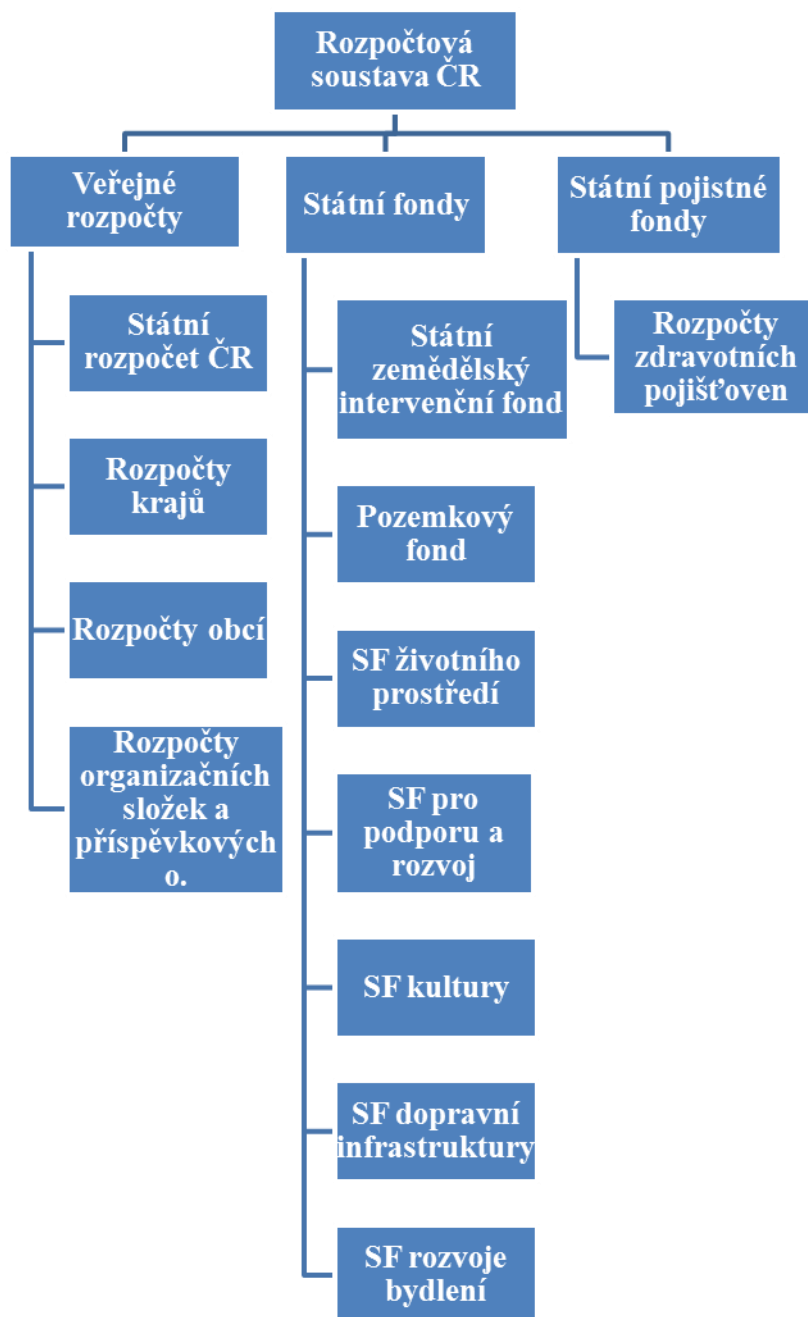 Rozpočtová
soustava ČR
Veřejné
rozpočty
Státní
rozpočet ČR
Rozpočty
krajů
Rozpočty obcí
Rozpočty
organizačních
složek a
příspěvkových
o.
Státní fondy
Státní
zemědělský
intervenční fond
Pozemkový
fond
SF životního
prostředí
SF pro
podporu a
rozvoj
SF kultury
SF dopravní
infrastruktury
SF rozvoje
bydlení
Státní pojistné
fondy
Rozpočty
zdravotních
pojišťoven